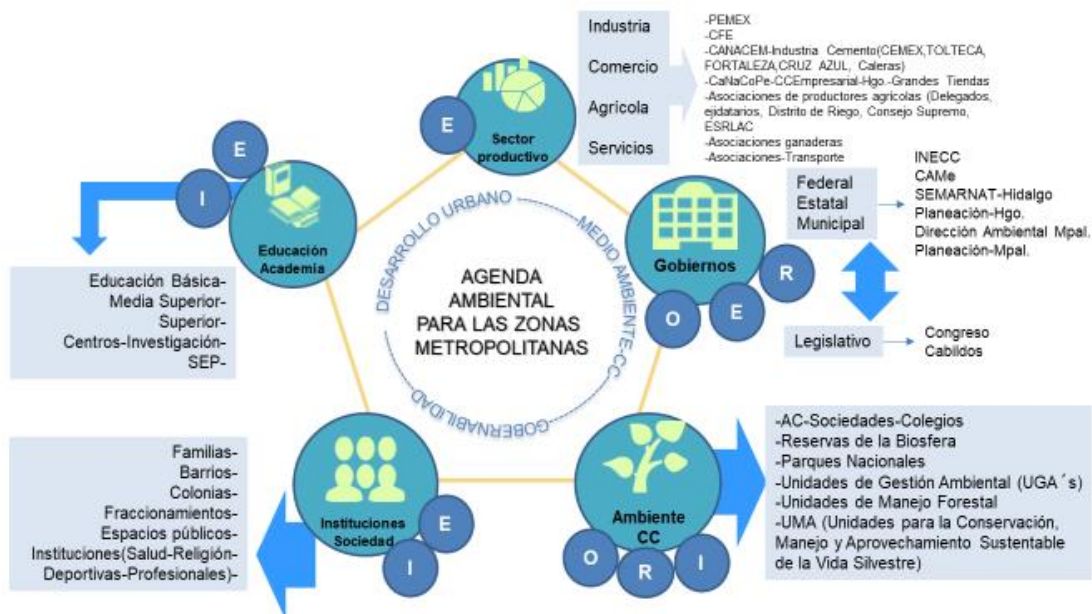 Industria
Comercio
Agrícola
Servicios
-PEMEX
-CFE
-CANACEM-Industria Cemento(CEMEX,TOLTECA,
FORTALEZA,CRUZ AZUL, Caleras)
-CaNaCoPe-CCEmpresarial-Hgo.-Grandes Tiendas
-Asociaciones de productores agrícolas (Delegados,
ejidatarios, Distrito de Riego, Consejo Supremo,
ESRLAC
-Asociaciones ganaderas
-Asociaciones-Transporte
E
Sector
productivo
E
I
Educación
Academia
Educación Básica-
Media Superior-
Superior-
Centros-Investigación-
SEP-
DESARROLLO URBANO
MEDIO AMBIENTE-CC
GOBERNABILIDAD
AGENDA
AMBIENTAL
PARA LAS ZONAS
METROPOLITANAS
Gobiernos
O
E
R
Federal
Estatal
Municipal
INECC
CAMe
SEMARNAT-Hidalgo
Planeación-Hgo.
Dirección Ambiental Mpal.
Planeación-Mpal.
Legislativo
Congreso
Cabildos
Familias-
Barrios-
Colonias-
Fraccionamientos-
Espacios públicos-
Instituciones(Salud-Religión-
Deportivas-Profesionales)-
Instituciones
Sociedad
E
I
Ambiente
CC
O
R
I
-AC-Sociedades-Colegios
-Reservas de la Biosfera
-Parques Nacionales
-Unidades de Gestión Ambiental (UGA´s)
-Unidades de Manejo Forestal
-UMA (Unidades para la Conservación,
Manejo y Aprovechamiento Sustentable
de la Vida Silvestre)